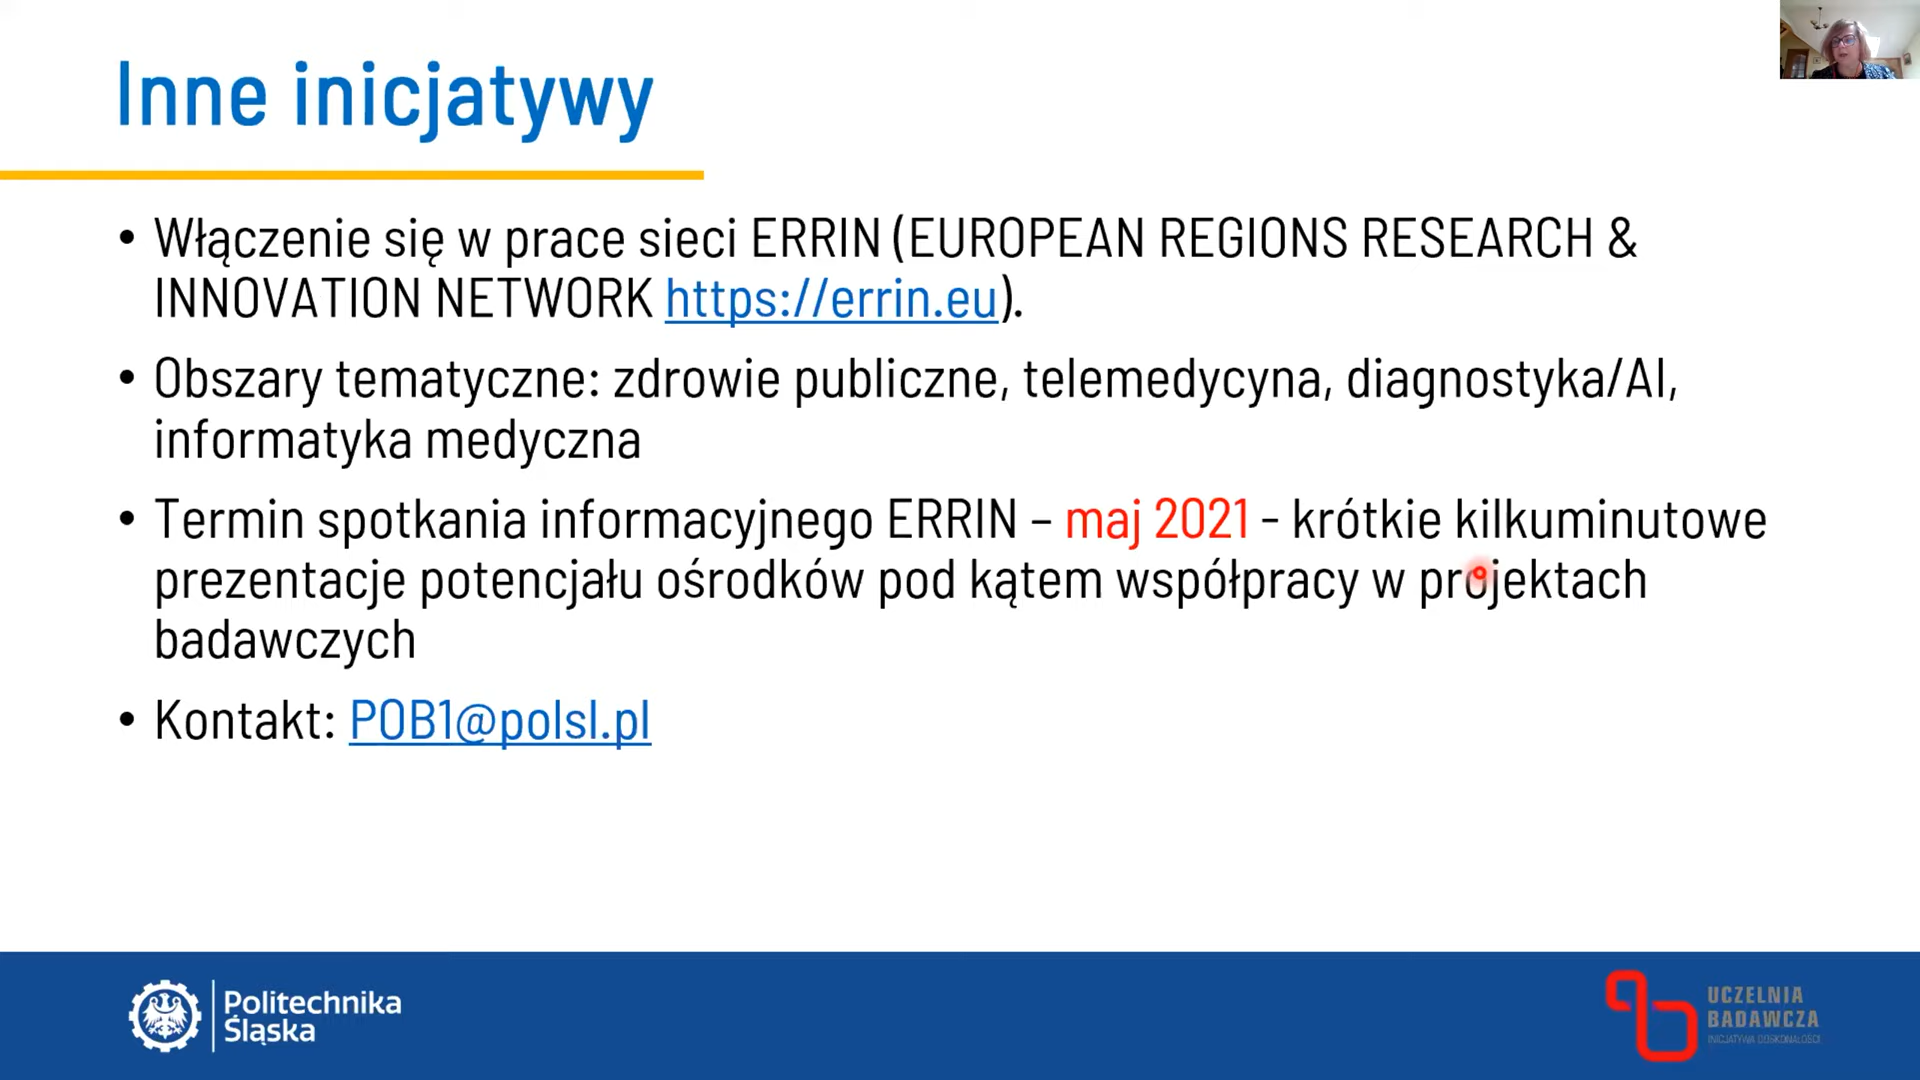 Inne inicjatywy
• Włączenie się w prace sieci ERRIN (EUROPEAN REGIONS RESEARCH &
INNOVATION NETWORK https://errin.eu).
• Obszary tematyczne: zdrowie publiczne, telemedycyna, diagnostyka/AI,
informatyka medyczna
• Termin spotkania informacyjnego ERRIN – maj 2021 - krótkie kilkuminutowe
prezentacje potencjału ośrodków pod kątem współpracy w projektach
badawczych
• Kontakt: POB1@polsl.pl
Politechnika
Śląska
UCZELNIA
BADAWCZA
INICJATYWA DOSKONAŁOŚCI